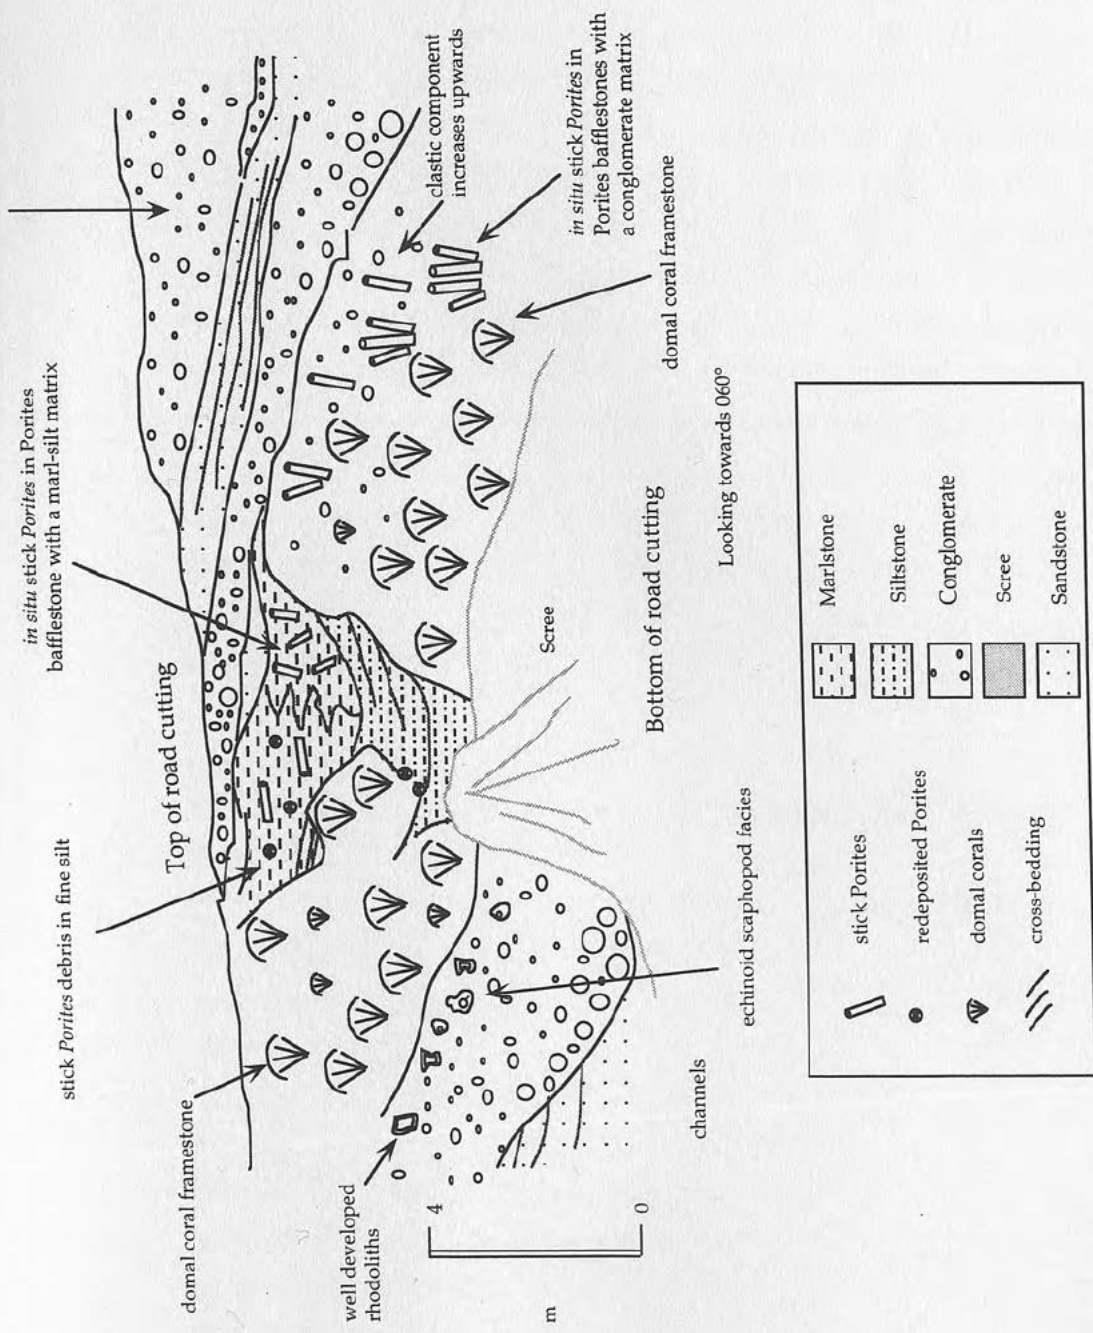 stick Porites debris in fine silt
in situ stick Porites in Porites
bafflestone with a marl-silt matrix
Top of road cutting
domal coral framestone
well developed
rhodoliths
clastic component
increases upwards
in situ stick Porites in
Porites bafflestones with
a conglomerate matrix
domal coral framestone
4
m
0
channels
echinoid scaphopod facies
Scree
Bottom of road cutting
Looking towards 060°
stick Porites
redeposited Porites
domal corals
cross-bedding
Marlstone
Siltstone
Conglomerate
Scree
Sandstone